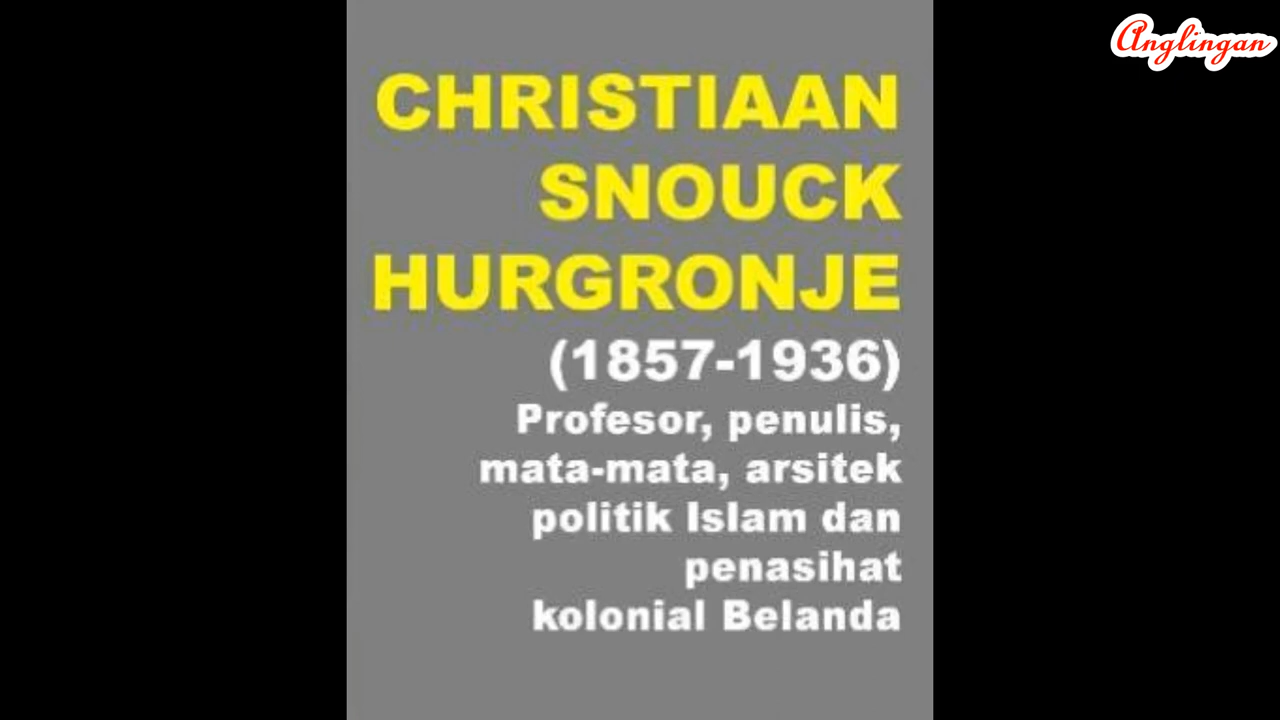 Anglingan
CHRISTIAAN
SNOUCK
HURGRONJE
(1857-1936)
Profesor, penulis,
mata-mata, arsitek
politik Islam dan
penasihat
kolonial Belanda